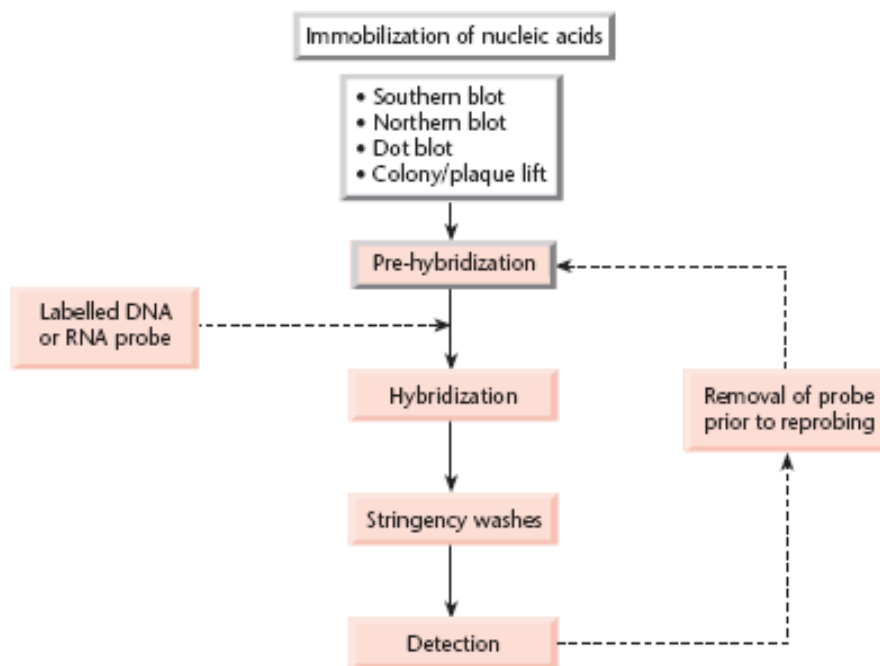 Immobilization of nucleic acids
• Southern blot
• Northern blot
• Dot blot
• Colony/plaque lift
Pre-hybridization
Labelled DNA
or RNA probe
Hybridization
Removal of probe
prior to reprobing
Stringency washes
Detection